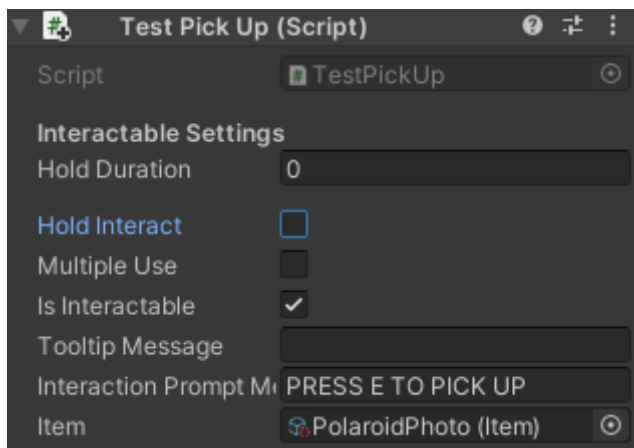 Test Pick Up (Script)
Script TestPickUp
Interactable Settings
Hold Duration 0
Hold Interact
Multiple Use
Is Interactable
Tooltip Message
Interaction Prompt M PRESS E TO PICK UP
Item PolaroidPhoto (Item)